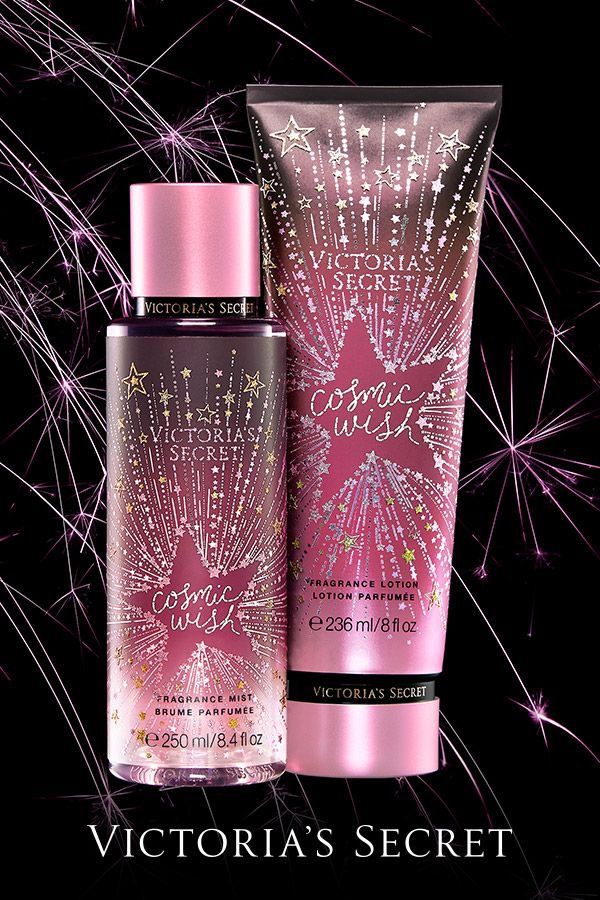 VICTORIA'S SECRET
VICTORIA'S
SECRET
cosmic
wish
FRAGRANCE MIST
BRUME PARFUMÉE
℮ 250 ml/8.4 fl oz
VICTORIA'S
SECRET
cosmic
wish
FRAGRANCE LOTION
LOTION PARFUMÉE
℮ 236 ml/8 fl oz
VICTORIA'S SECRET
VICTORIA'S SECRET